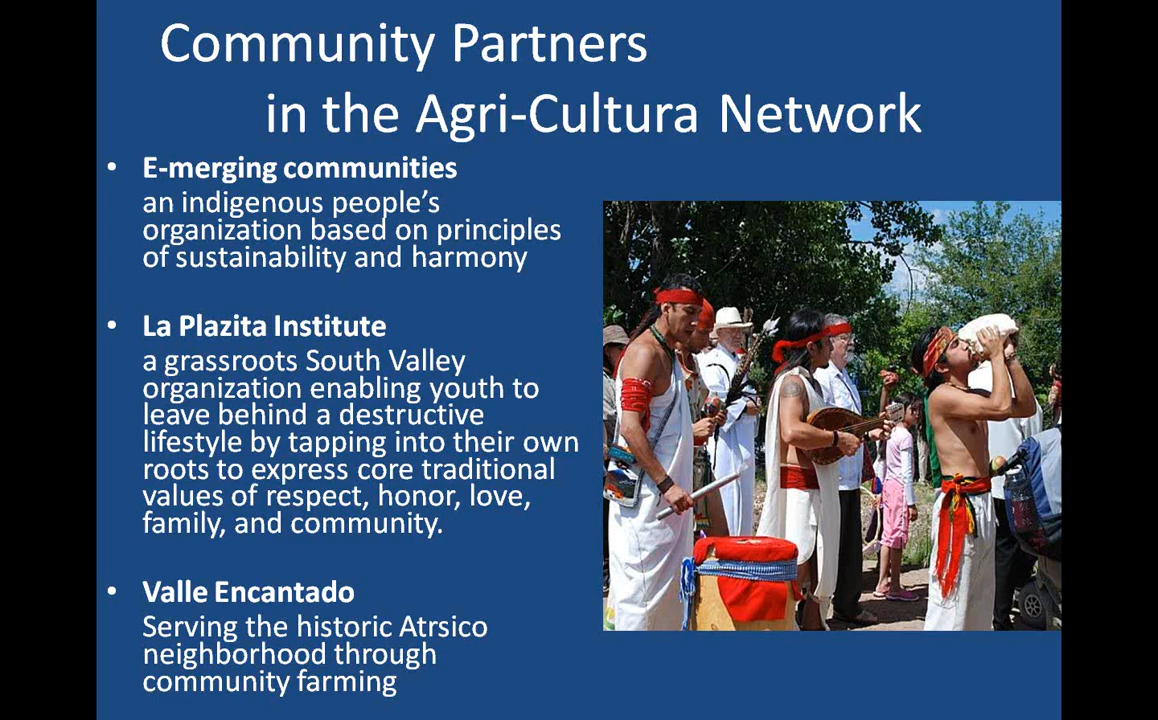 Community Partners
in the Agri-Cultura Network
• E-merging communities
an indigenous people’s
organization based on principles
of sustainability and harmony
• La Plazita Institute
a grassroots South Valley
organization enabling youth to
leave behind a destructive
lifestyle by tapping into their own
roots to express core traditional
values of respect, honor, love,
family, and community.
• Valle Encantado
Serving the historic Atrsico
neighborhood through
community farming